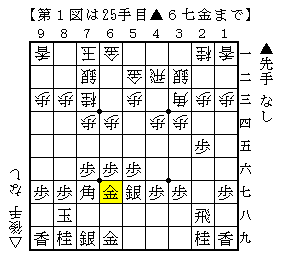 【第１図は25手目▲６七金まで】
9 8 7 6 5 4 3 2 1
香 玉 金 桂 香 一
銀 金 飛 銀 二
歩 歩 桂 歩 角 歩 歩 三
歩 歩 歩 歩 四
歩 五
歩 歩 歩 六
歩 歩 角 金 銀 歩 歩 歩 七
玉 飛 八
香 桂 銀 金 桂 香 九
▲先手 なし
△後手 なし